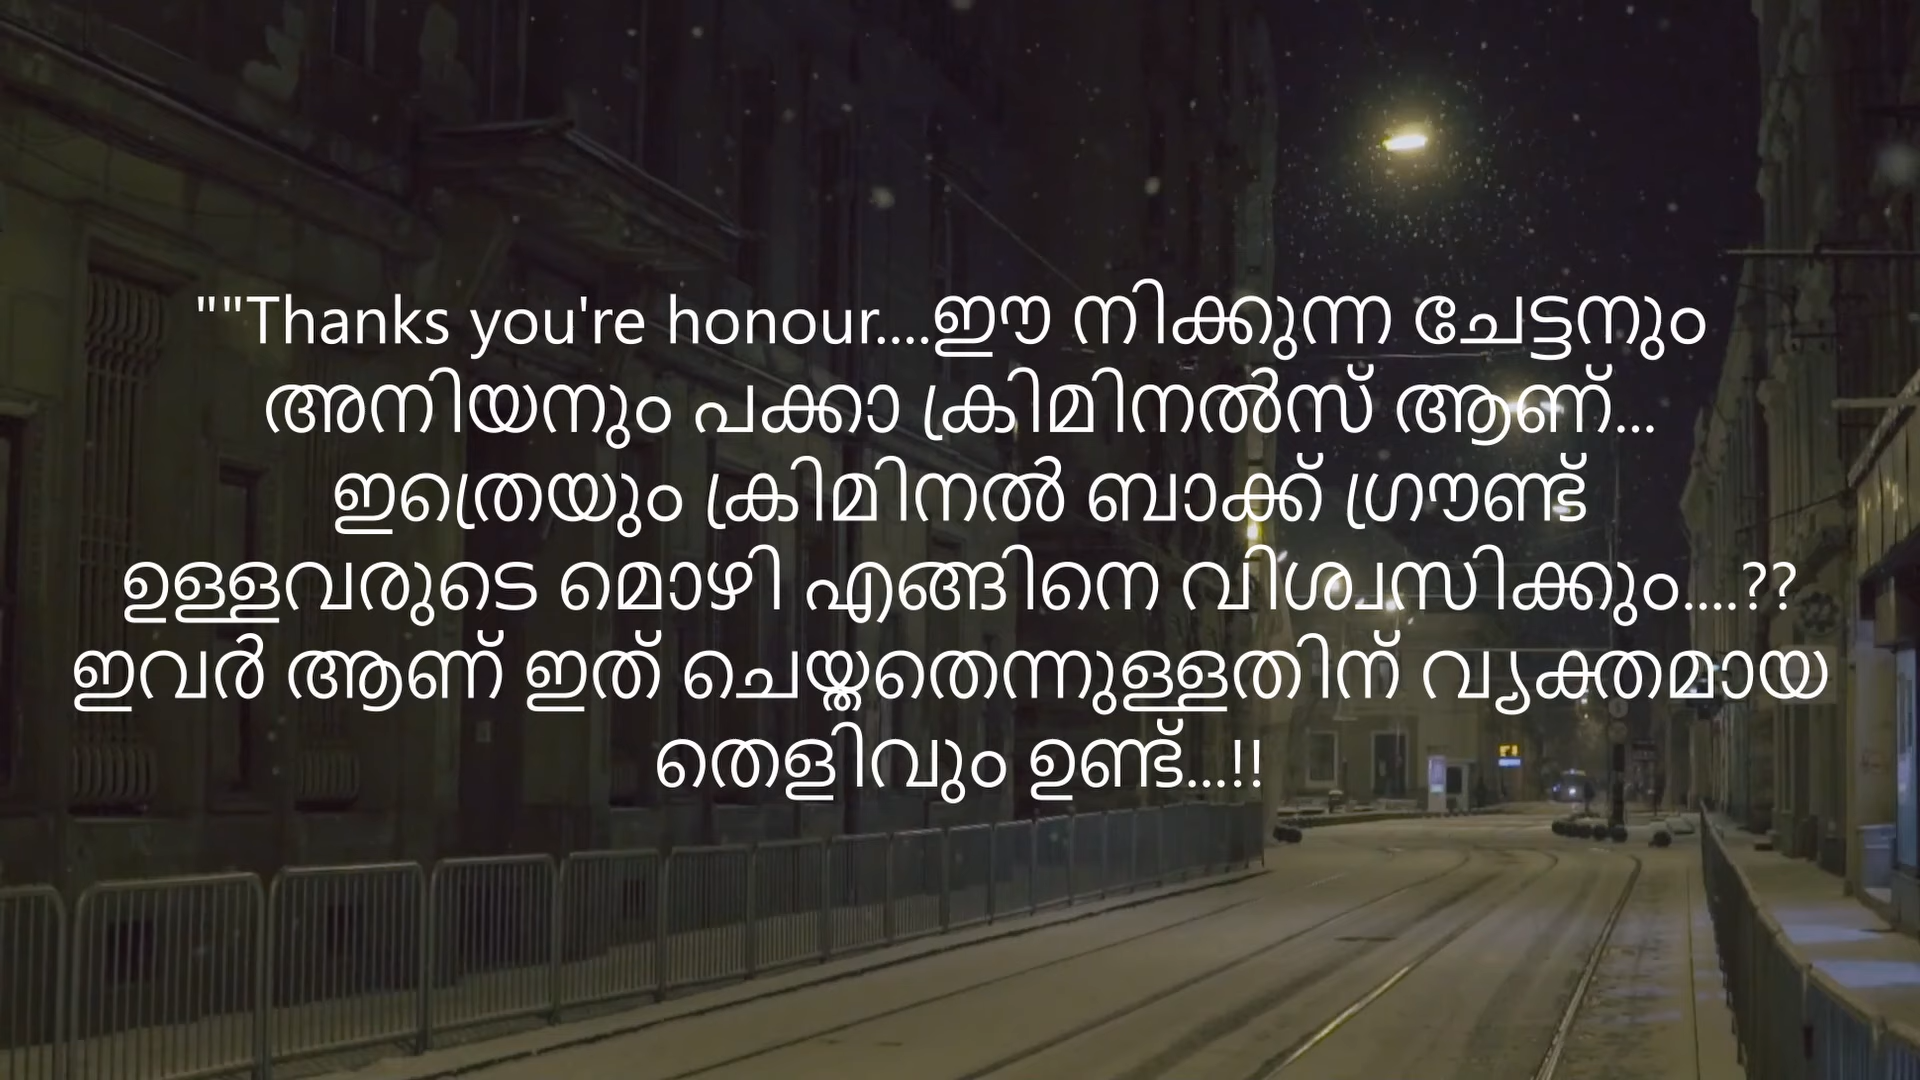 ""Thanks you're honour....ഈ നിക്കുന്ന ചേട്ടനും
അനിയനും പക്കാ ക്രിമിനൽസ് ആണ്...
ഇത്രെയും ക്രിമിനൽ ബാക്ക് ഗ്രൗണ്ട്
ഉള്ളവരുടെ മൊഴി എങ്ങിനെ വിശ്വസിക്കും....??
ഇവർ ആണ് ഇത് ചെയ്തതെന്നുള്ളതിന് വ്യക്തമായ
തെളിവും ഉണ്ട്...!!